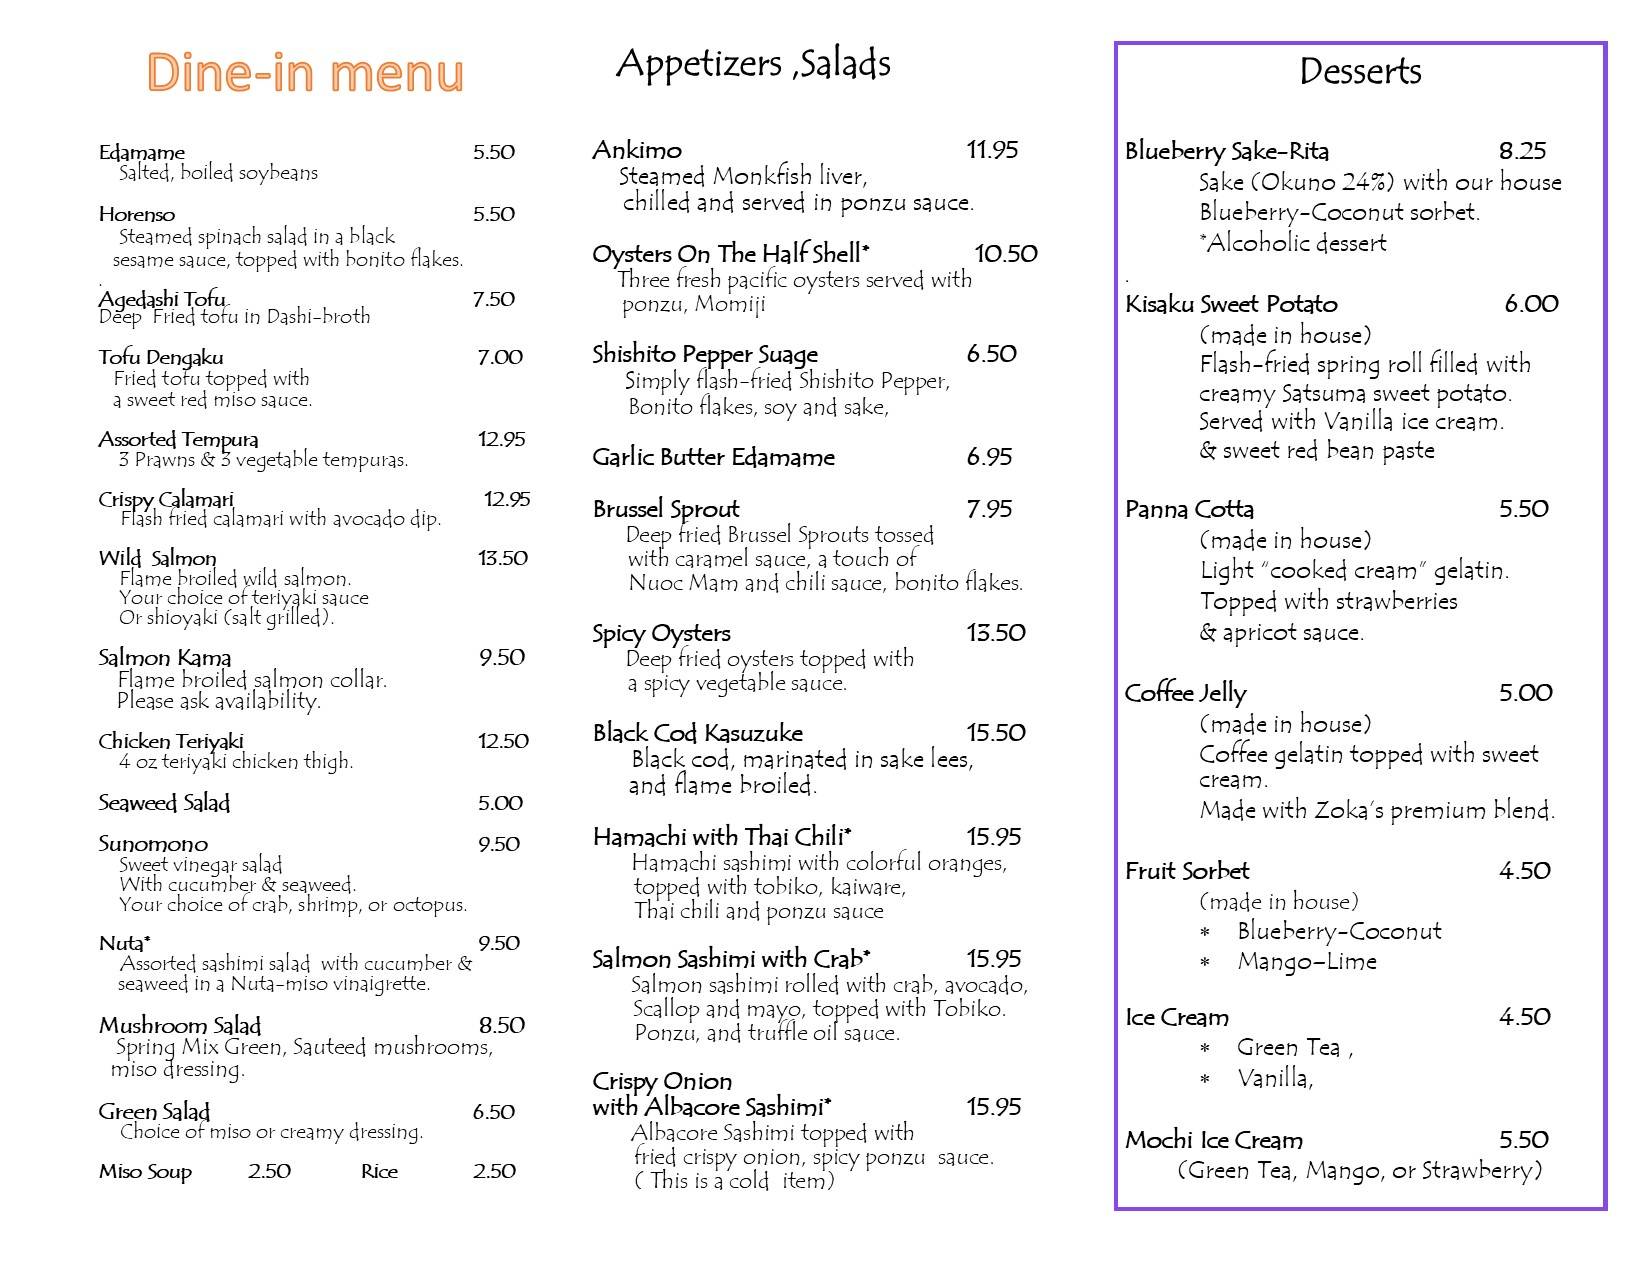 Dine-in menu
Edamame 5.50
Salted, boiled soybeans
Horenso 5.50
Steamed spinach salad in a black
sesame sauce, topped with bonito flakes.
.
Agedashi Tofu 7.50
Deep Fried tofu in Dashi-broth
Tofu Dengaku 7.00
Fried tofu topped with
a sweet red miso sauce.
Assorted Tempura 12.95
3 Prawns & 3 vegetable tempuras.
Crispy Calamari 12.95
Flash fried calamari with avocado dip.
Wild Salmon 13.50
Flame broiled wild salmon.
Your choice of teriyaki sauce
Or shioyaki (salt grilled).
Salmon Kama 9.50
Flame broiled salmon collar.
Please ask availability.
Chicken Teriyaki 12.50
4 oz teriyaki chicken thigh.
Seaweed Salad 5.00
Sunomono 9.50
Sweet vinegar salad
With cucumber & seaweed.
Your choice of crab, shrimp, or octopus.
Nuta* 9.50
Assorted sashimi salad with cucumber &
seaweed in a Nuta-miso vinaigrette.
Mushroom Salad 8.50
Spring Mix Green, Sauteed mushrooms,
miso dressing.
Green Salad 6.50
Choice of miso or creamy dressing.
Miso Soup 2.50 Rice 2.50
Appetizers ,Salads
Ankimo 11.95
Steamed Monkfish liver,
chilled and served in ponzu sauce.
Oysters On The Half Shell* 10.50
Three fresh pacific oysters served with
ponzu, Momiji
Shishito Pepper Suage 6.50
Simply flash-fried Shishito Pepper,
Bonito flakes, soy and sake,
Garlic Butter Edamame 6.95
Brussel Sprout 7.95
Deep fried Brussel Sprouts tossed
with caramel sauce, a touch of
Nuoc Mam and chili sauce, bonito flakes.
Spicy Oysters 13.50
Deep fried oysters topped with
a spicy vegetable sauce.
Black Cod Kasuzuke 15.50
Black cod, marinated in sake lees,
and flame broiled.
Hamachi with Thai Chili* 15.95
Hamachi sashimi with colorful oranges,
topped with tobiko, kaiware,
Thai chili and ponzu sauce
Salmon Sashimi with Crab* 15.95
Salmon sashimi rolled with crab, avocado,
Scallop and mayo, topped with Tobiko.
Ponzu, and truffle oil sauce.
Crispy Onion
with Albacore Sashimi* 15.95
Albacore Sashimi topped with
fried crispy onion, spicy ponzu sauce.
( This is a cold item)
Desserts
Blueberry Sake-Rita 8.25
Sake (Okuno 24%) with our house
Blueberry-Coconut sorbet.
*Alcoholic dessert
.
Kisaku Sweet Potato 6.00
(made in house)
Flash-fried spring roll filled with
creamy Satsuma sweet potato.
Served with Vanilla ice cream.
& sweet red bean paste
Panna Cotta 5.50
(made in house)
Light “cooked cream” gelatin.
Topped with strawberries
& apricot sauce.
Coffee Jelly 5.00
(made in house)
Coffee gelatin topped with sweet
cream.
Made with Zoka's premium blend.
Fruit Sorbet 4.50
(made in house)
* Blueberry-Coconut
* Mango–Lime
Ice Cream 4.50
* Green Tea ,
* Vanilla,
Mochi Ice Cream 5.50
(Green Tea, Mango, or Strawberry)